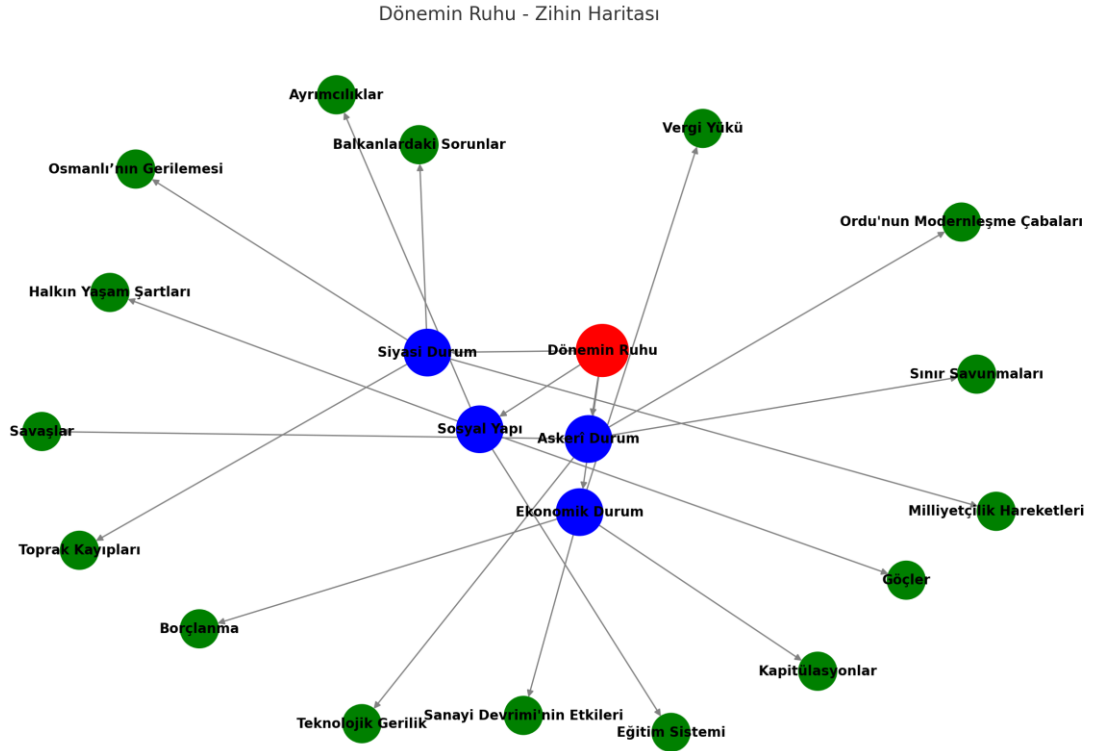 Dönemin Ruhu - Zihin Haritası
Ayrımcılıklar
Vergi Yükü
Balkanlardaki Sorunlar
Osmanlı’nın Gerilemesi
Ordu'nun Modernleşme Çabaları
Halkın Yaşam Şartları
Siyasi Durum
Dönemin Ruhu
Sınır Savunmaları
Savaşlar
Sosyal Yapı
Askerî Durum
Ekonomik Durum
Milliyetçilik Hareketleri
Toprak Kayıpları
Göçler
Borçlanma
Kapitülasyonlar
Teknolojik Gerilik
Sanayi Devrimi'nin Etkileri
Eğitim Sistemi